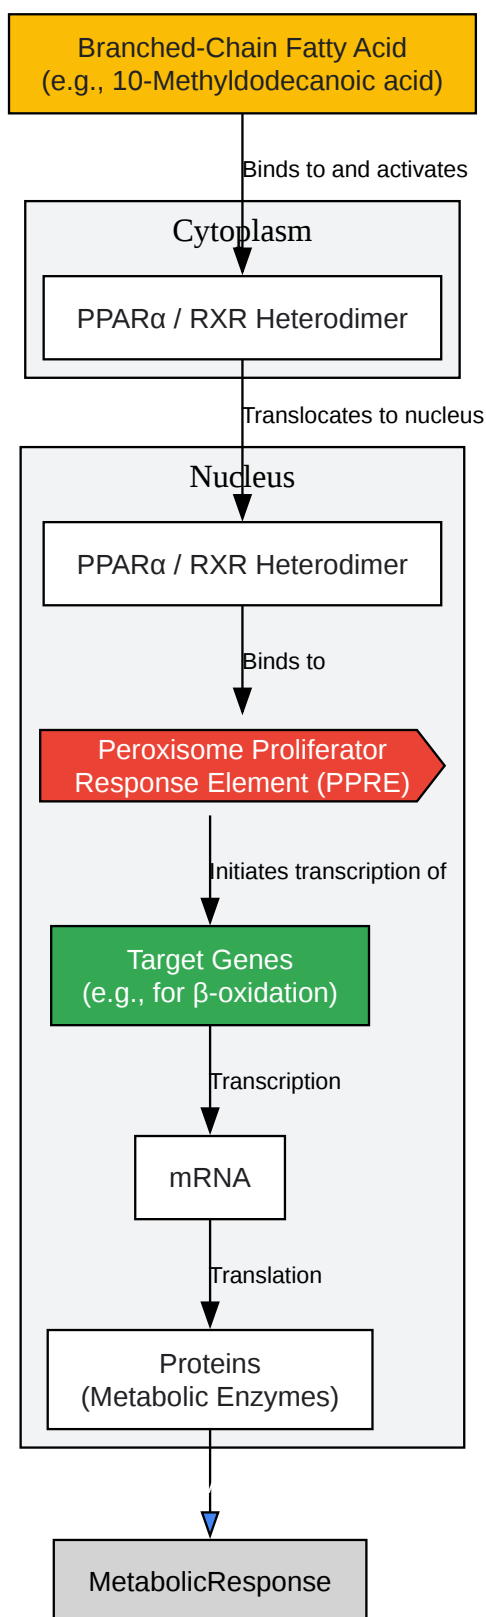 Branched-Chain Fatty Acid
(e.g., 10-Methyldodecanoic acid)
Binds to and activates
Cytoplasm
PPARα / RXR Heterodimer
Translocates to nucleus
Nucleus
PPARα / RXR Heterodimer
Binds to
Peroxisome Proliferator
Response Element (PPRE)
Initiates transcription of
Target Genes
(e.g., for β-oxidation)
Transcription
mRNA
Translation
Proteins
(Metabolic Enzymes)
MetabolicResponse